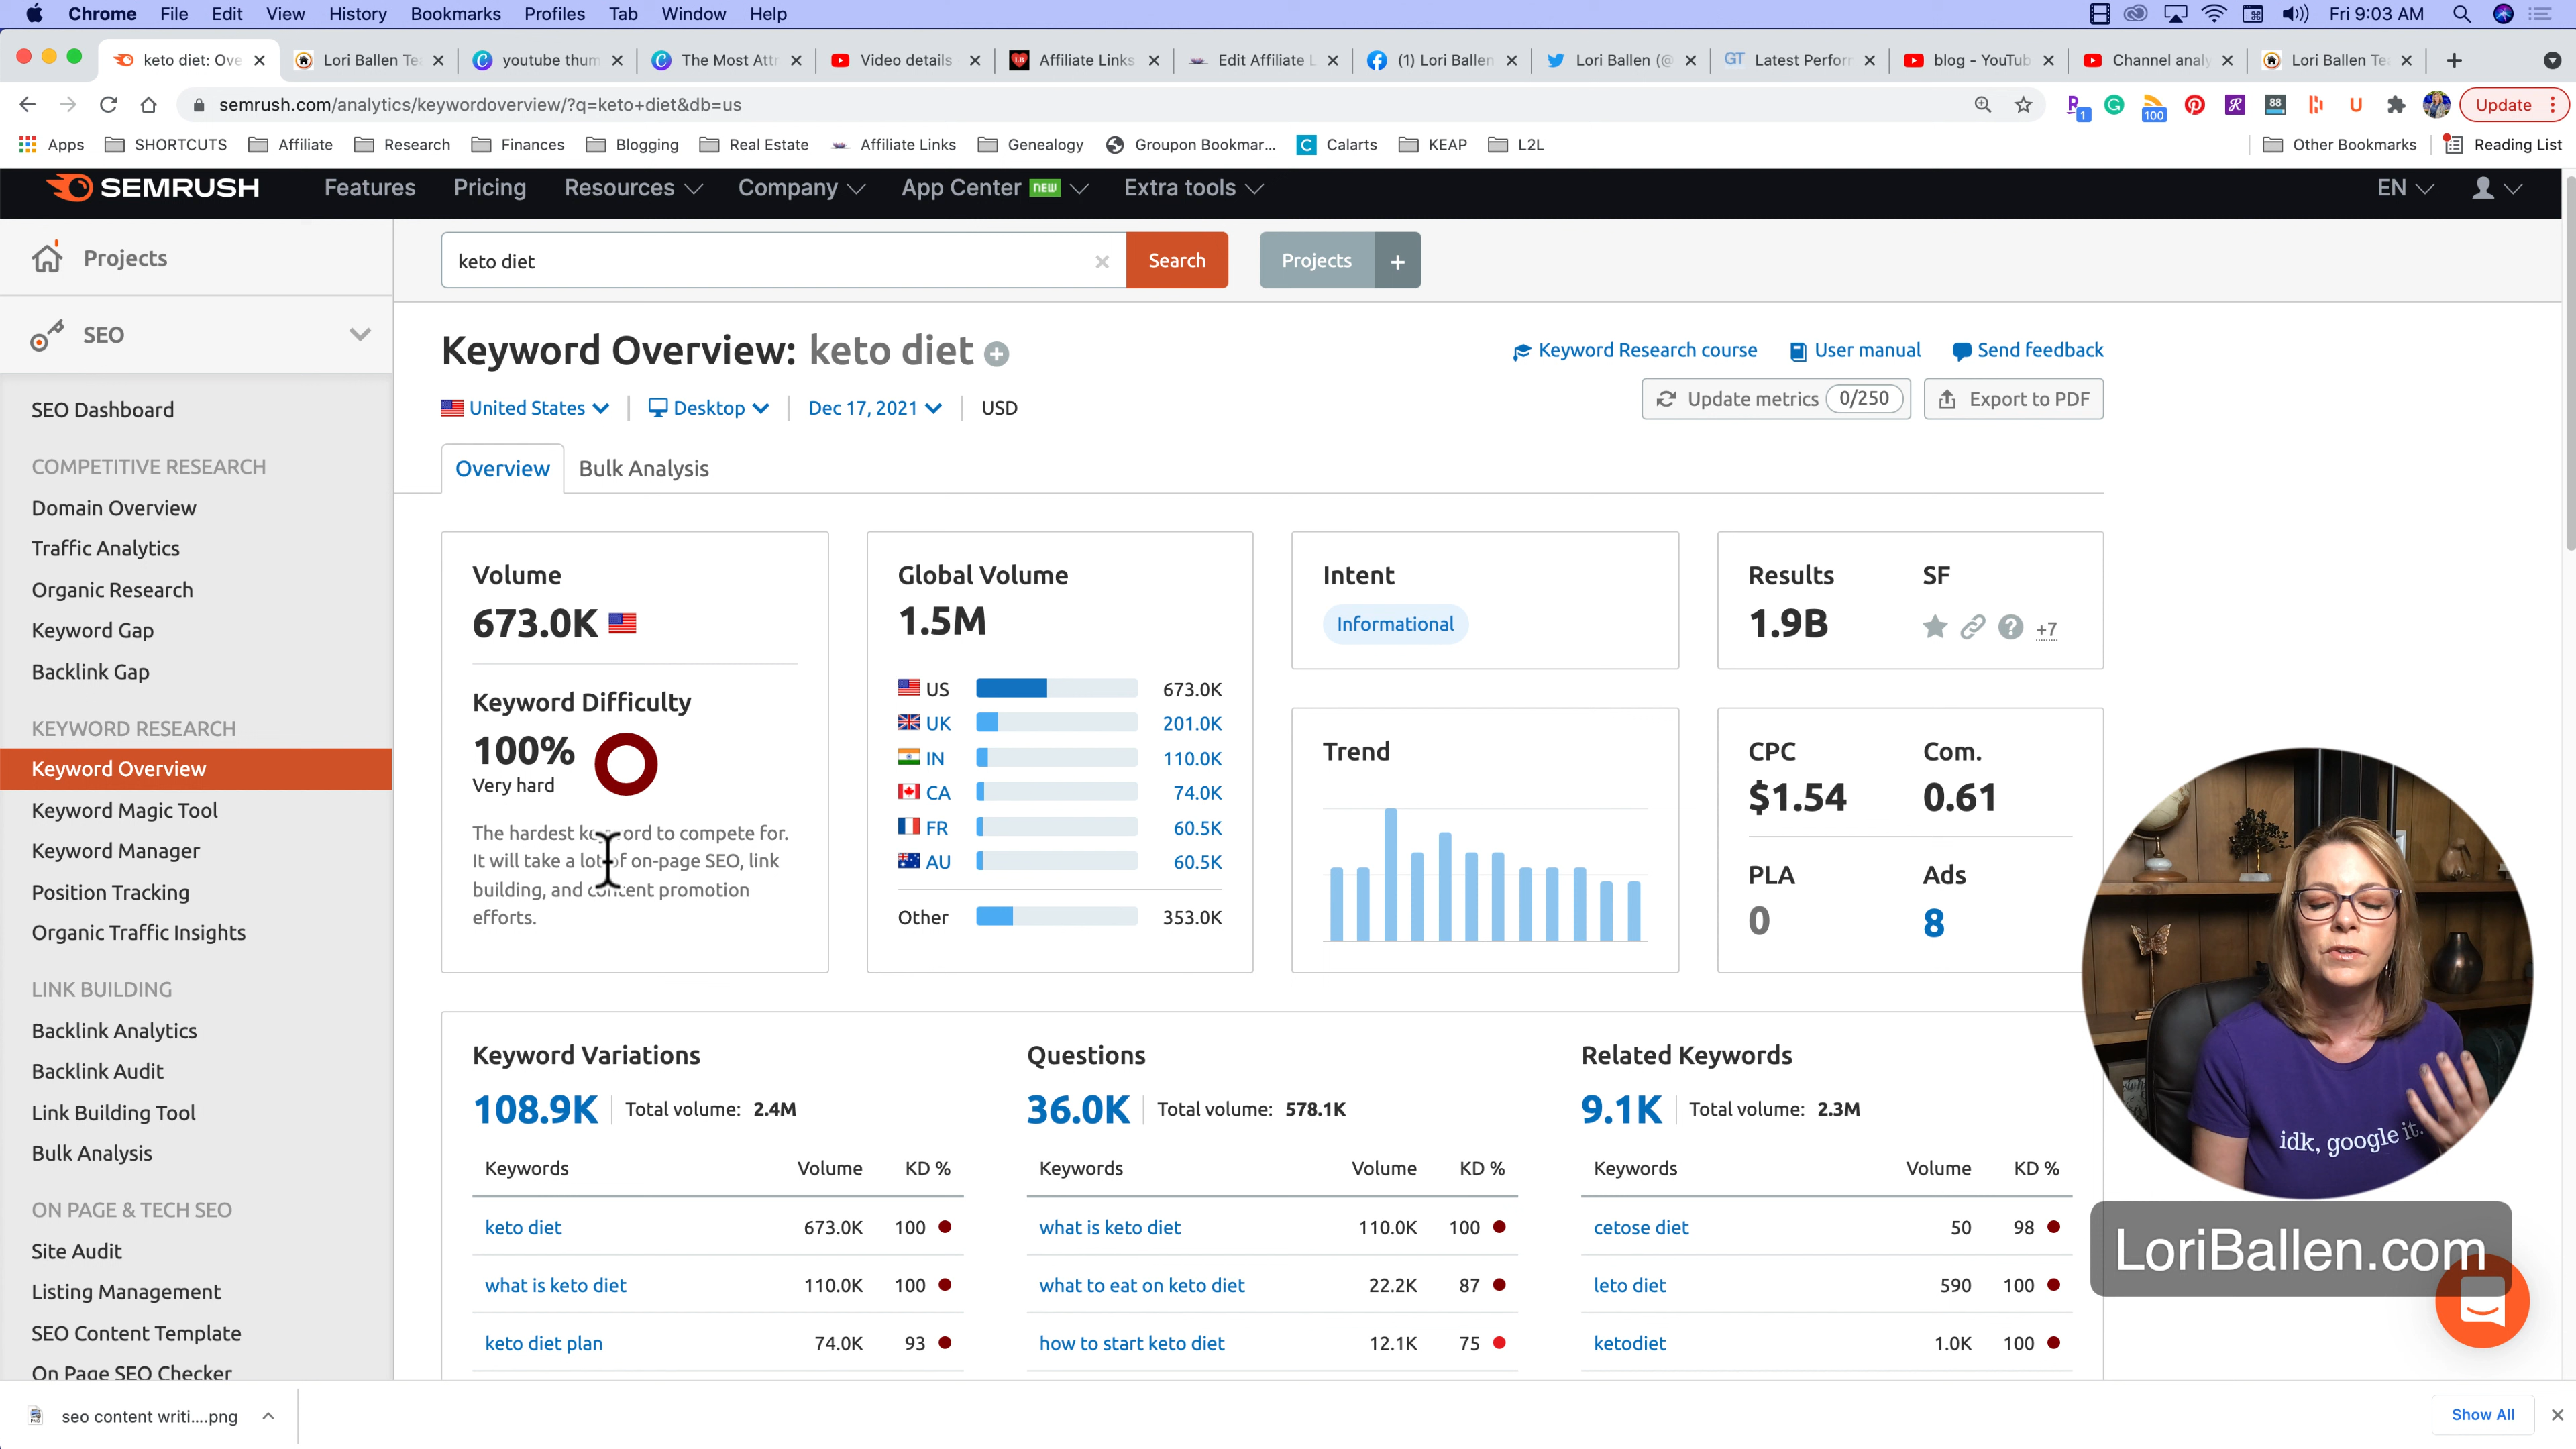 Chrome File Edit View History Bookmarks Profiles Tab Window Help Fri 9:03 AM
keto diet: Ove Lori Ballen Te youtube thum The Most Attr Video details Affiliate Links Edit Affiliate L (1) Lori Ballen Lori Ballen (@ GT Latest Perfor blog - YouTub Channel analy Lori Ballen Te
semrush.com/analytics/keywordoverview/?q=keto+diet&db=us 1 100 88 Update
Apps SHORTCUTS Affiliate Research Finances Blogging Real Estate Affiliate Links Genealogy Groupon Bookmar... Calarts KEAP L2L Other Bookmarks Reading List
SEMRUSH Features Pricing Resources Company App Center NEW Extra tools EN
Projects
SEO
SEO Dashboard
COMPETITIVE RESEARCH
Domain Overview
Traffic Analytics
Organic Research
Keyword Gap
Backlink Gap
KEYWORD RESEARCH
Keyword Overview
Keyword Magic Tool
Keyword Manager
Position Tracking
Organic Traffic Insights
LINK BUILDING
Backlink Analytics
Backlink Audit
Link Building Tool
Bulk Analysis
ON PAGE & TECH SEO
Site Audit
Listing Management
SEO Content Template
On Page SEO Checker
keto diet Search Projects +
Keyword Overview: keto diet
Keyword Research course User manual Send feedback
United States Desktop Dec 17, 2021 USD
Update metrics 0/250 Export to PDF
Overview Bulk Analysis
Volume
673.0K
Keyword Difficulty
100%
Very hard
The hardest keyword to compete for.
It will take a lot of on-page SEO, link
building, and content promotion
efforts.
Global Volume
1.5M
US 673.0K
UK 201.0K
IN 110.0K
CA 74.0K
FR 60.5K
AU 60.5K
Other 353.0K
Intent
Informational
Trend
Results SF
1.9B +7
CPC Com.
$1.54 0.61
PLA Ads
0 8
Keyword Variations
108.9K Total volume: 2.4M
Keywords Volume KD %
keto diet 673.0K 100
what is keto diet 110.0K 100
keto diet plan 74.0K 93
Questions
36.0K Total volume: 578.1K
Keywords Volume KD %
what is keto diet 110.0K 100
what to eat on keto diet 22.2K 87
how to start keto diet 12.1K 75
Related Keywords
9.1K Total volume: 2.3M
Keywords Volume KD %
cetose diet 50 98
leto diet 590 100
ketodiet 1.0K 100
idk, google it.
LoriBallen.com
seo content writi....png Show All